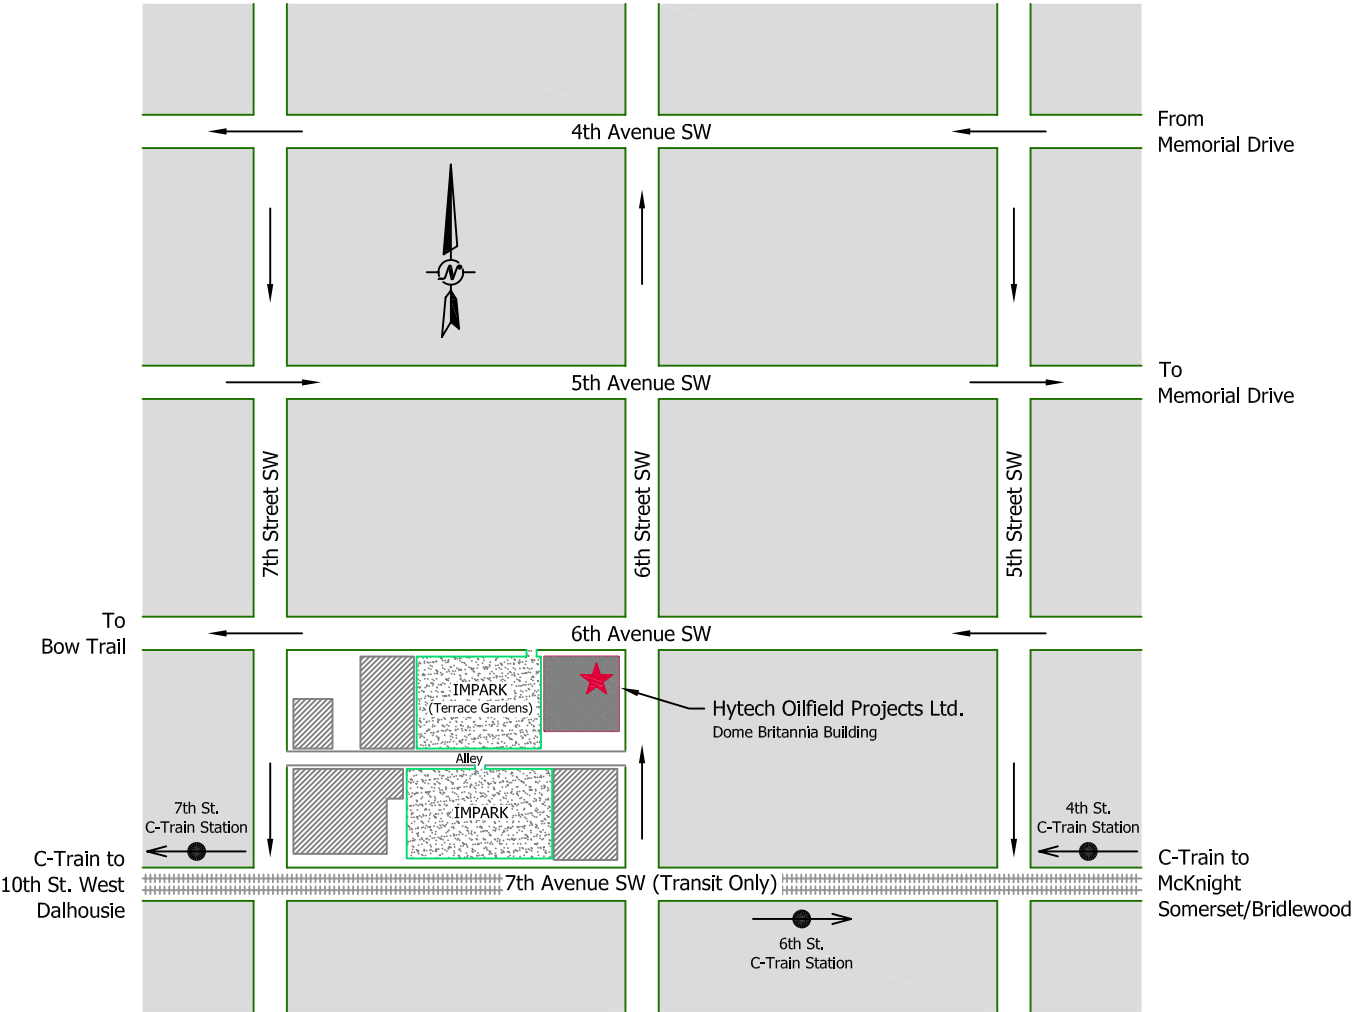 From
Memorial Drive
4th Avenue SW
N
To
Memorial Drive
5th Avenue SW
7th Street SW
6th Street SW
5th Street SW
To
Bow Trail
6th Avenue SW
IMPARK
(Terrace Gardens)
Hytech Oilfield Projects Ltd.
Dome Britannia Building
Alley
IMPARK
7th St.
C-Train Station
4th St.
C-Train Station
C-Train to
10th St. West
Dalhousie
7th Avenue SW (Transit Only)
C-Train to
McKnight
Somerset/Bridlewood
6th St.
C-Train Station